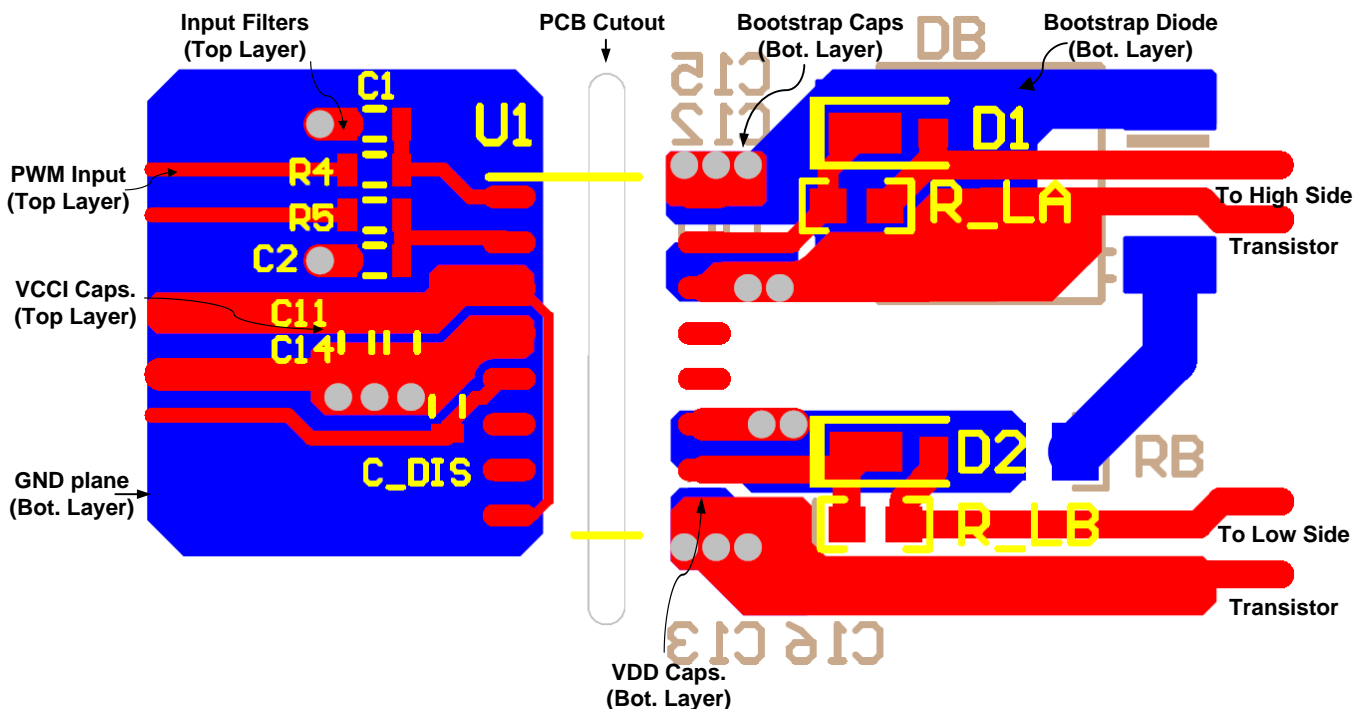 Input Filters
(Top Layer)
PCB Cutout
Bootstrap Caps
(Bot. Layer)
Bootstrap Diode
(Bot. Layer)
DB
C15
C12
C1
U1
D1
PWM Input
(Top Layer)
R4
R5
R_LA
To High Side
Transistor
C2
VCCI Caps.
(Top Layer)
C11
C14
GND plane
(Bot. Layer)
C_DIS
D2
RB
R_LB
To Low Side
Transistor
C13
C16
VDD Caps.
(Bot. Layer)